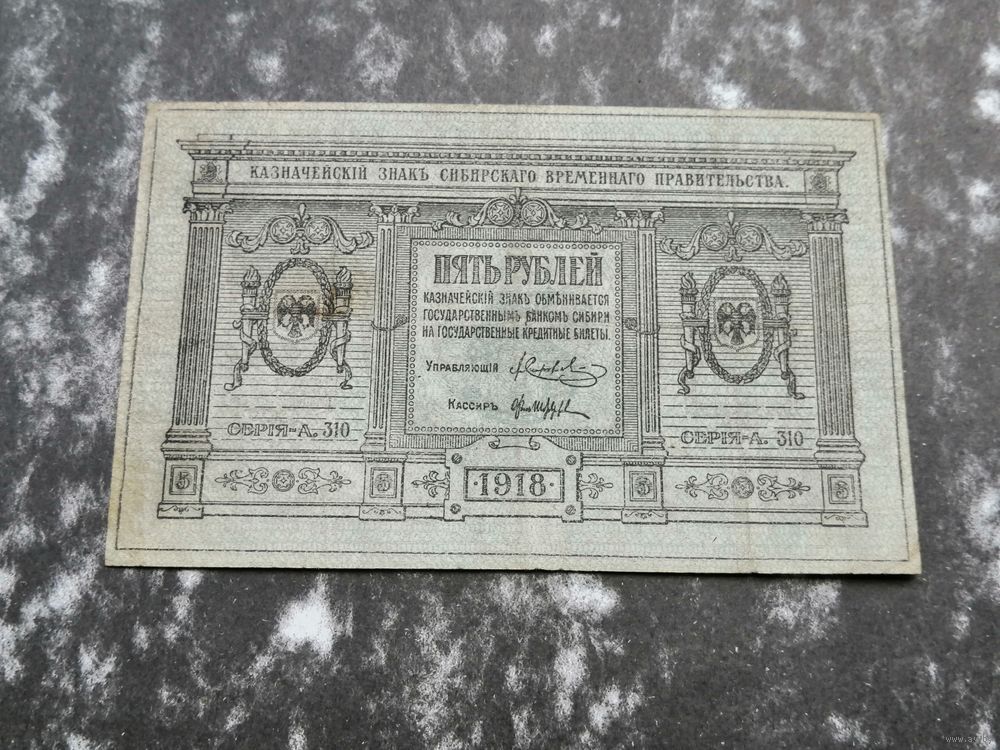 КАЗНАЧЕЙСКІЙ ЗНАКЪ СИБИРСКАГО ВРЕМЕННАГО ПРАВИТЕЛЬСТВА.
ПЯТЬ РУБЛЕЙ
КАЗНАЧЕЙСКІЙ ЗНАКЪ ОБМѢНИВАЕТСЯ
ГОСУДАРСТВЕННЫМЪ БАНКОМЪ СИБИРИ
НА ГОСУДАРСТВЕННЫЕ КРЕДИТНЫЕ БИЛЕТЫ.
УПРАВЛЯЮЩІЙ
КАССИРЪ
СЕРІЯ-А. 310
СЕРІЯ-А. 310
5 5 ·1918· 5 5